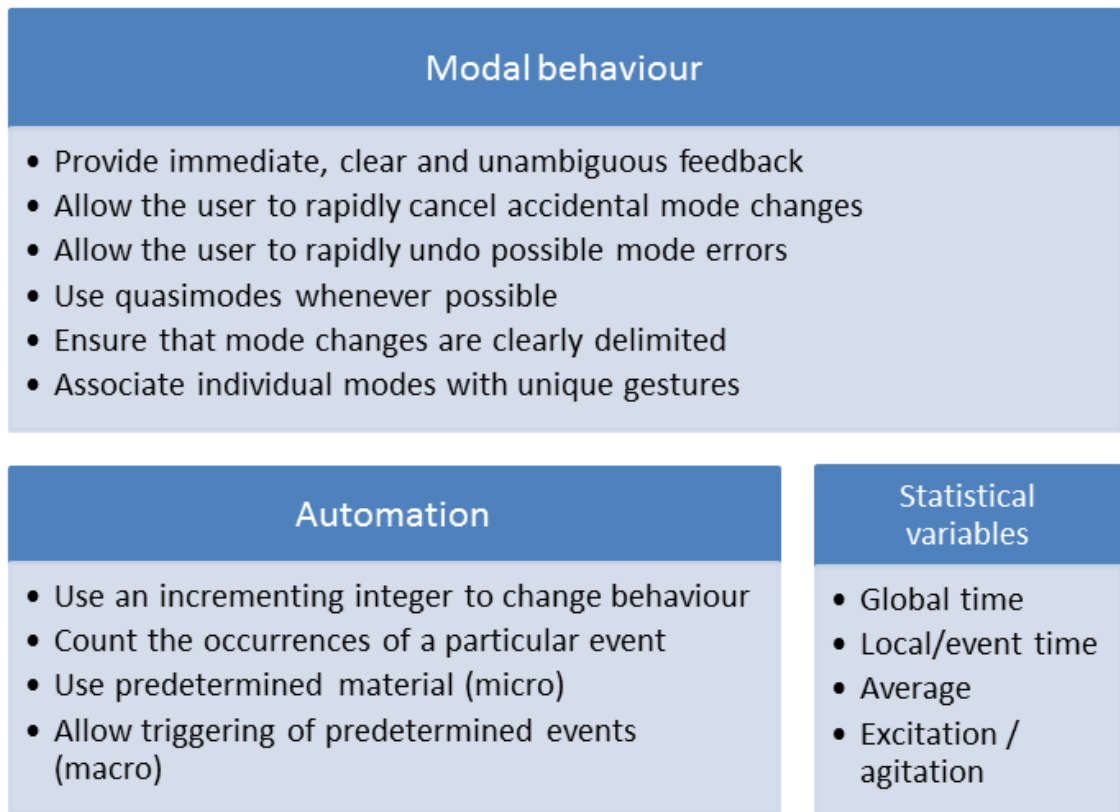 Modal behaviour
• Provide immediate, clear and unambiguous feedback
• Allow the user to rapidly cancel accidental mode changes
• Allow the user to rapidly undo possible mode errors
• Use quasimodes whenever possible
• Ensure that mode changes are clearly delimited
• Associate individual modes with unique gestures
Automation
• Use an incrementing integer to change behaviour
• Count the occurrences of a particular event
• Use predetermined material (micro)
• Allow triggering of predetermined events
(macro)
Statistical
variables
• Global time
• Local/event time
• Average
• Excitation /
agitation